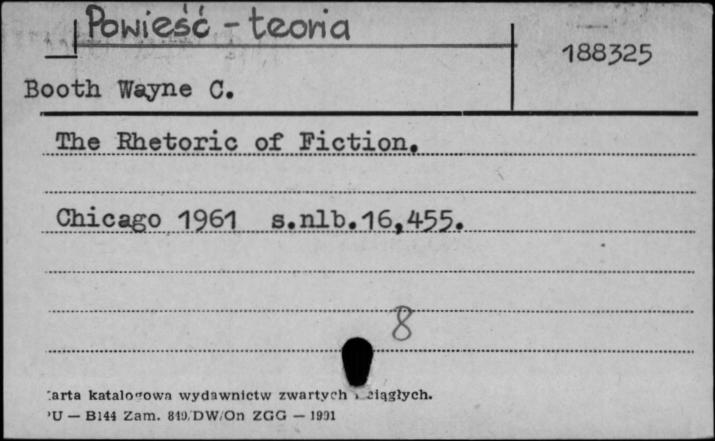 Powieść - teoria
188325
Booth Wayne C.
The Rhetoric of Fiction.
Chicago 1961 s.nlb.16,455.
8
arta katalogowa wydawnictw zwartych i ciągłych.
U — B144 Zam. 849/DW/On ZGG — 1991